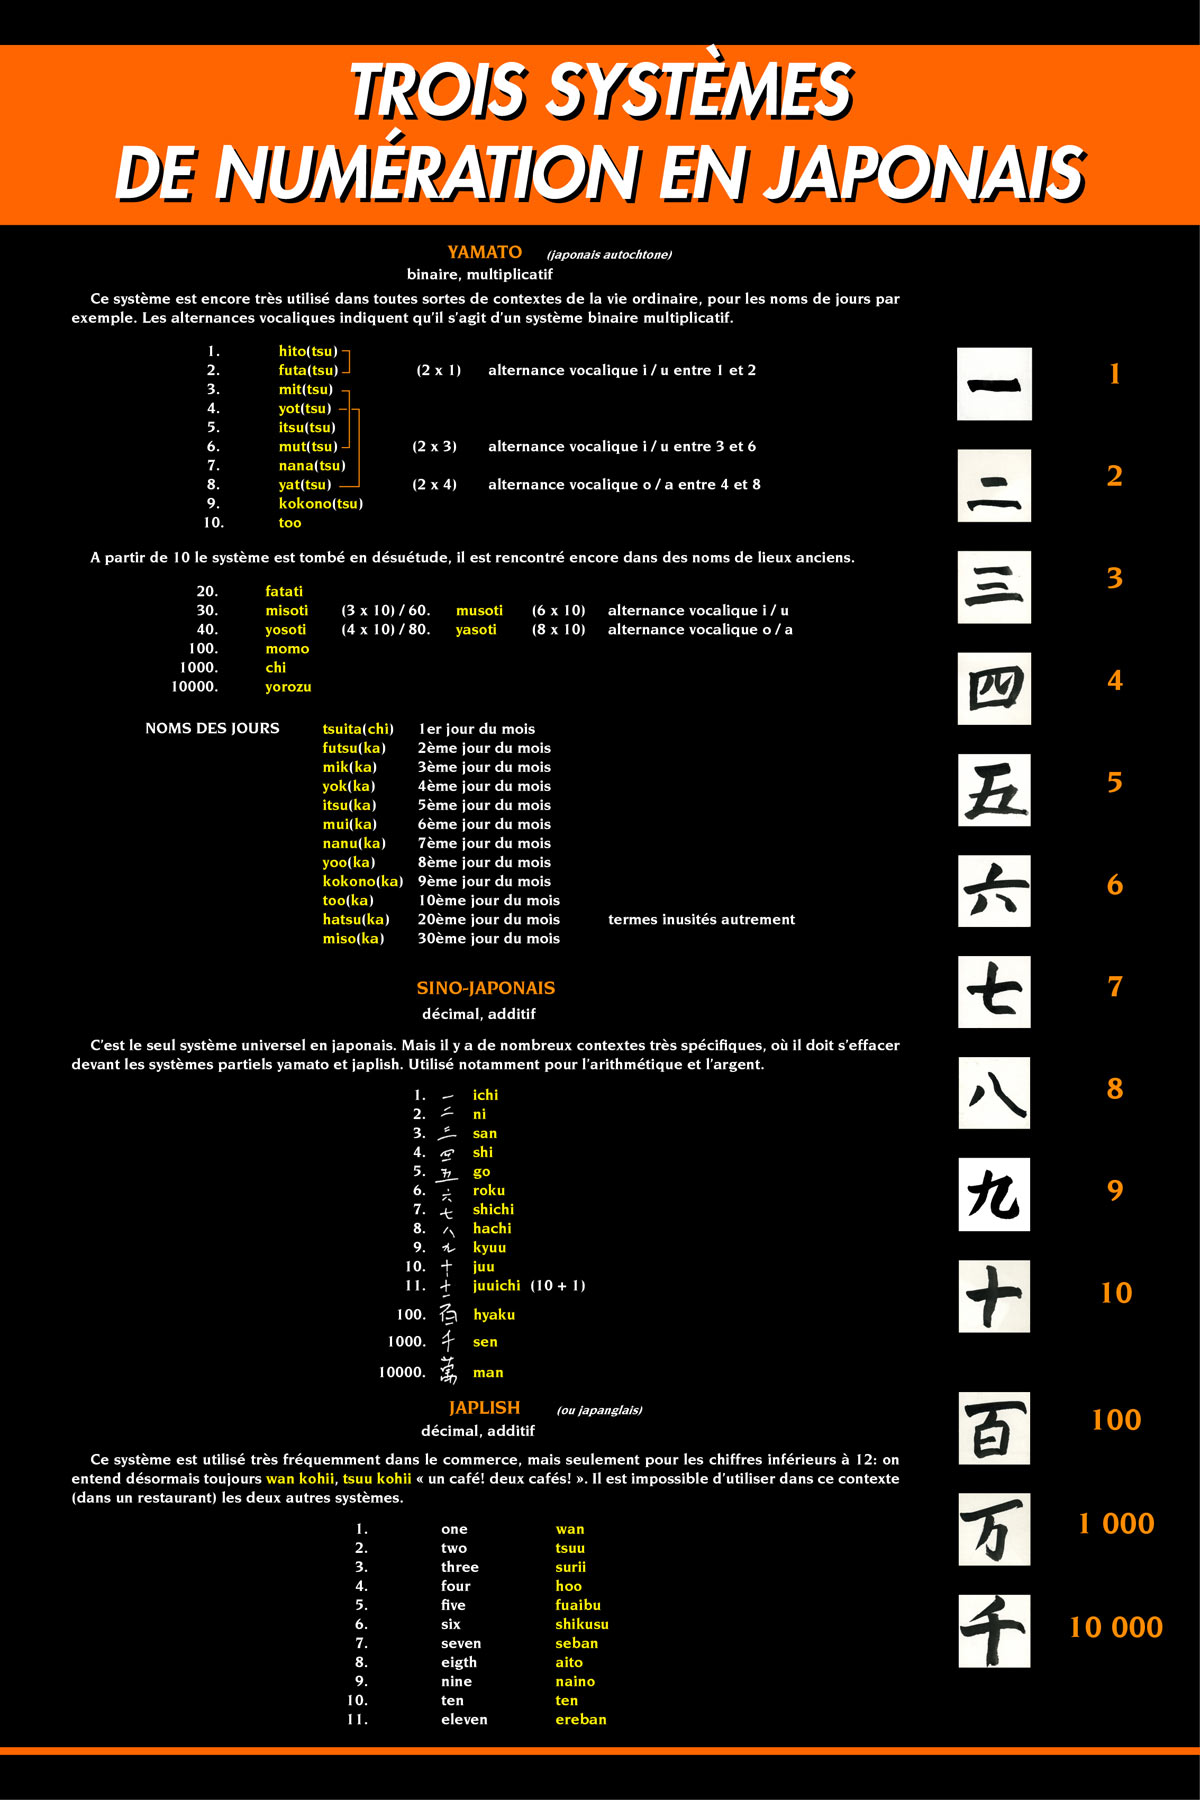 TROIS SYSTÈMES
DE NUMÉRATION EN JAPONAIS
YAMATO (japonais autochtone)
binaire, multiplicatif
Ce système est encore très utilisé dans toutes sortes de contextes de la vie ordinaire, pour les noms de jours par
exemple. Les alternances vocaliques indiquent qu'il s'agit d'un système binaire multiplicatif.
1. hito(tsu)
2. futa(tsu) (2 x 1) alternance vocalique i / u entre 1 et 2
3. mit(tsu)
4. yot(tsu)
5. itsu(tsu)
6. mut(tsu) (2 x 3) alternance vocalique i / u entre 3 et 6
7. nana(tsu)
8. yat(tsu) (2 x 4) alternance vocalique o / a entre 4 et 8
9. kokono(tsu)
10. too
A partir de 10 le système est tombé en désuétude, il est rencontré encore dans des noms de lieux anciens.
20. fatati
30. misoti (3 x 10) / 60. musoti (6 x 10) alternance vocalique i / u
40. yosoti (4 x 10) / 80. yasoti (8 x 10) alternance vocalique o / a
100. momo
1000. chi
10000. yorozu
NOMS DES JOURS tsuita(chi) 1er jour du mois
futsu(ka) 2ème jour du mois
mik(ka) 3ème jour du mois
yok(ka) 4ème jour du mois
itsu(ka) 5ème jour du mois
mui(ka) 6ème jour du mois
nanu(ka) 7ème jour du mois
yoo(ka) 8ème jour du mois
kokono(ka) 9ème jour du mois
too(ka) 10ème jour du mois
hatsu(ka) 20ème jour du mois termes inusités autrement
miso(ka) 30ème jour du mois
SINO-JAPONAIS
décimal, additif
C'est le seul système universel en japonais. Mais il y a de nombreux contextes très spécifiques, où il doit s'effacer
devant les systèmes partiels yamato et japlish. Utilisé notamment pour l'arithmétique et l'argent.
1. 一 ichi
2. 二 ni
3. 三 san
4. 四 shi
5. 五 go
6. 六 roku
7. 七 shichi
8. 八 hachi
9. 九 kyuu
10. 十 juu
11. 十一 juuichi (10 + 1)
100. 百 hyaku
1000. 千 sen
10000. 萬 man
JAPLISH (ou japanglais)
décimal, additif
Ce système est utilisé très fréquemment dans le commerce, mais seulement pour les chiffres inférieurs à 12: on
entend désormais toujours wan kohii, tsuu kohii « un café! deux cafés! ». Il est impossible d'utiliser dans ce contexte
(dans un restaurant) les deux autres systèmes.
1. one wan
2. two tsuu
3. three surii
4. four hoo
5. five fuaibu
6. six shikusu
7. seven seban
8. eigth aito
9. nine naino
10. ten ten
11. eleven ereban
一 1
二 2
三 3
四 4
五 5
六 6
七 7
八 8
九 9
十 10
百 100
万 1 000
千 10 000